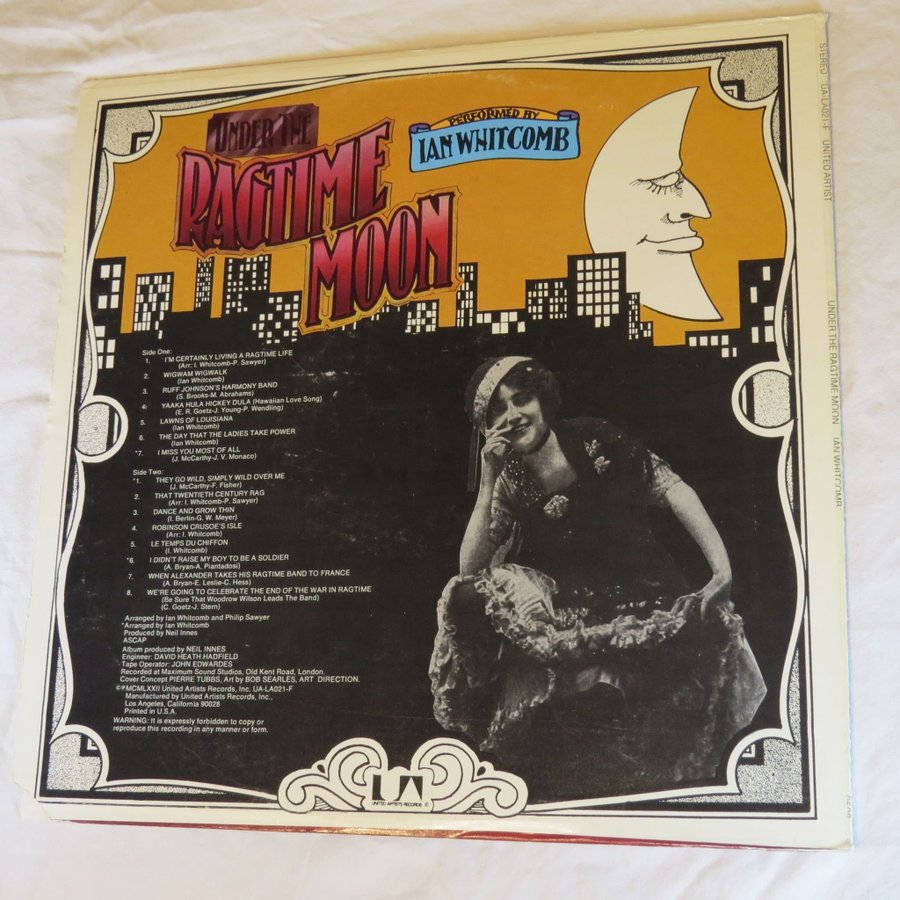 UNDER THE
RAGTIME
MOON
PERFORMED BY
IAN WHITCOMB
Side One:
1. I'M CERTAINLY LIVING A RAGTIME LIFE
(Arr: I. Whitcomb-P. Sawyer)
2. WIGWAM WIGWALK
(Ian Whitcomb)
3. RUFF JOHNSON'S HARMONY BAND
(S. Brooks-M. Abrahams)
4. YAAKA HULA HICKEY DULA (Hawaiian Love Song)
(E. R. Goetz-J. Young-P. Wendling)
5. LAWNS OF LOUISIANA
(Ian Whitcomb)
6. THE DAY THAT THE LADIES TAKE POWER
(Ian Whitcomb)
*7. I MISS YOU MOST OF ALL
(J. McCarthy-J. V. Monaco)
Side Two:
*1. THEY GO WILD, SIMPLY WILD OVER ME
(J. McCarthy-F. Fisher)
2. THAT TWENTIETH CENTURY RAG
(Arr: I. Whitcomb-P. Sawyer)
3. DANCE AND GROW THIN
(I. Berlin-G. W. Meyer)
4. ROBINSON CRUSOE'S ISLE
(Arr: I. Whitcomb)
5. LE TEMPS DU CHIFFON
(I. Whitcomb)
*6. I DIDN'T RAISE MY BOY TO BE A SOLDIER
(A. Bryan-A. Piantadosi)
7. WHEN ALEXANDER TAKES HIS RAGTIME BAND TO FRANCE
(A. Bryan-E. Leslie-C. Hess)
8. WE'RE GOING TO CELEBRATE THE END OF THE WAR IN RAGTIME
(Be Sure That Woodrow Wilson Leads The Band)
(C. Goetz-J. Stern)
Arranged by Ian Whitcomb and Philip Sawyer
*Arranged by Ian Whitcomb
Produced by Neil Innes
ASCAP
Album produced by NEIL INNES
Engineer: DAVID HEATH HADFIELD
Tape Operator: JOHN EDWARDES
Recorded at Maximum Sound Studios, Old Kent Road, London.
Cover Concept PIERRE TUBBS, Art by BOB SEARLES, ART DIRECTION.
©℗MCMLXXII United Artists Records, Inc. UA-LA021-F
Manufactured by United Artists Records, Inc.,
Los Angeles, California 90028
Printed in U.S.A.
WARNING: It is expressly forbidden to copy or
reproduce this recording in any manner or form.
UA
UNITED ARTISTS RECORDS ®
STEREO UA-LA021-F UNITED ARTIST
UNDER THE RAGTIME MOON IAN WHITCOMB